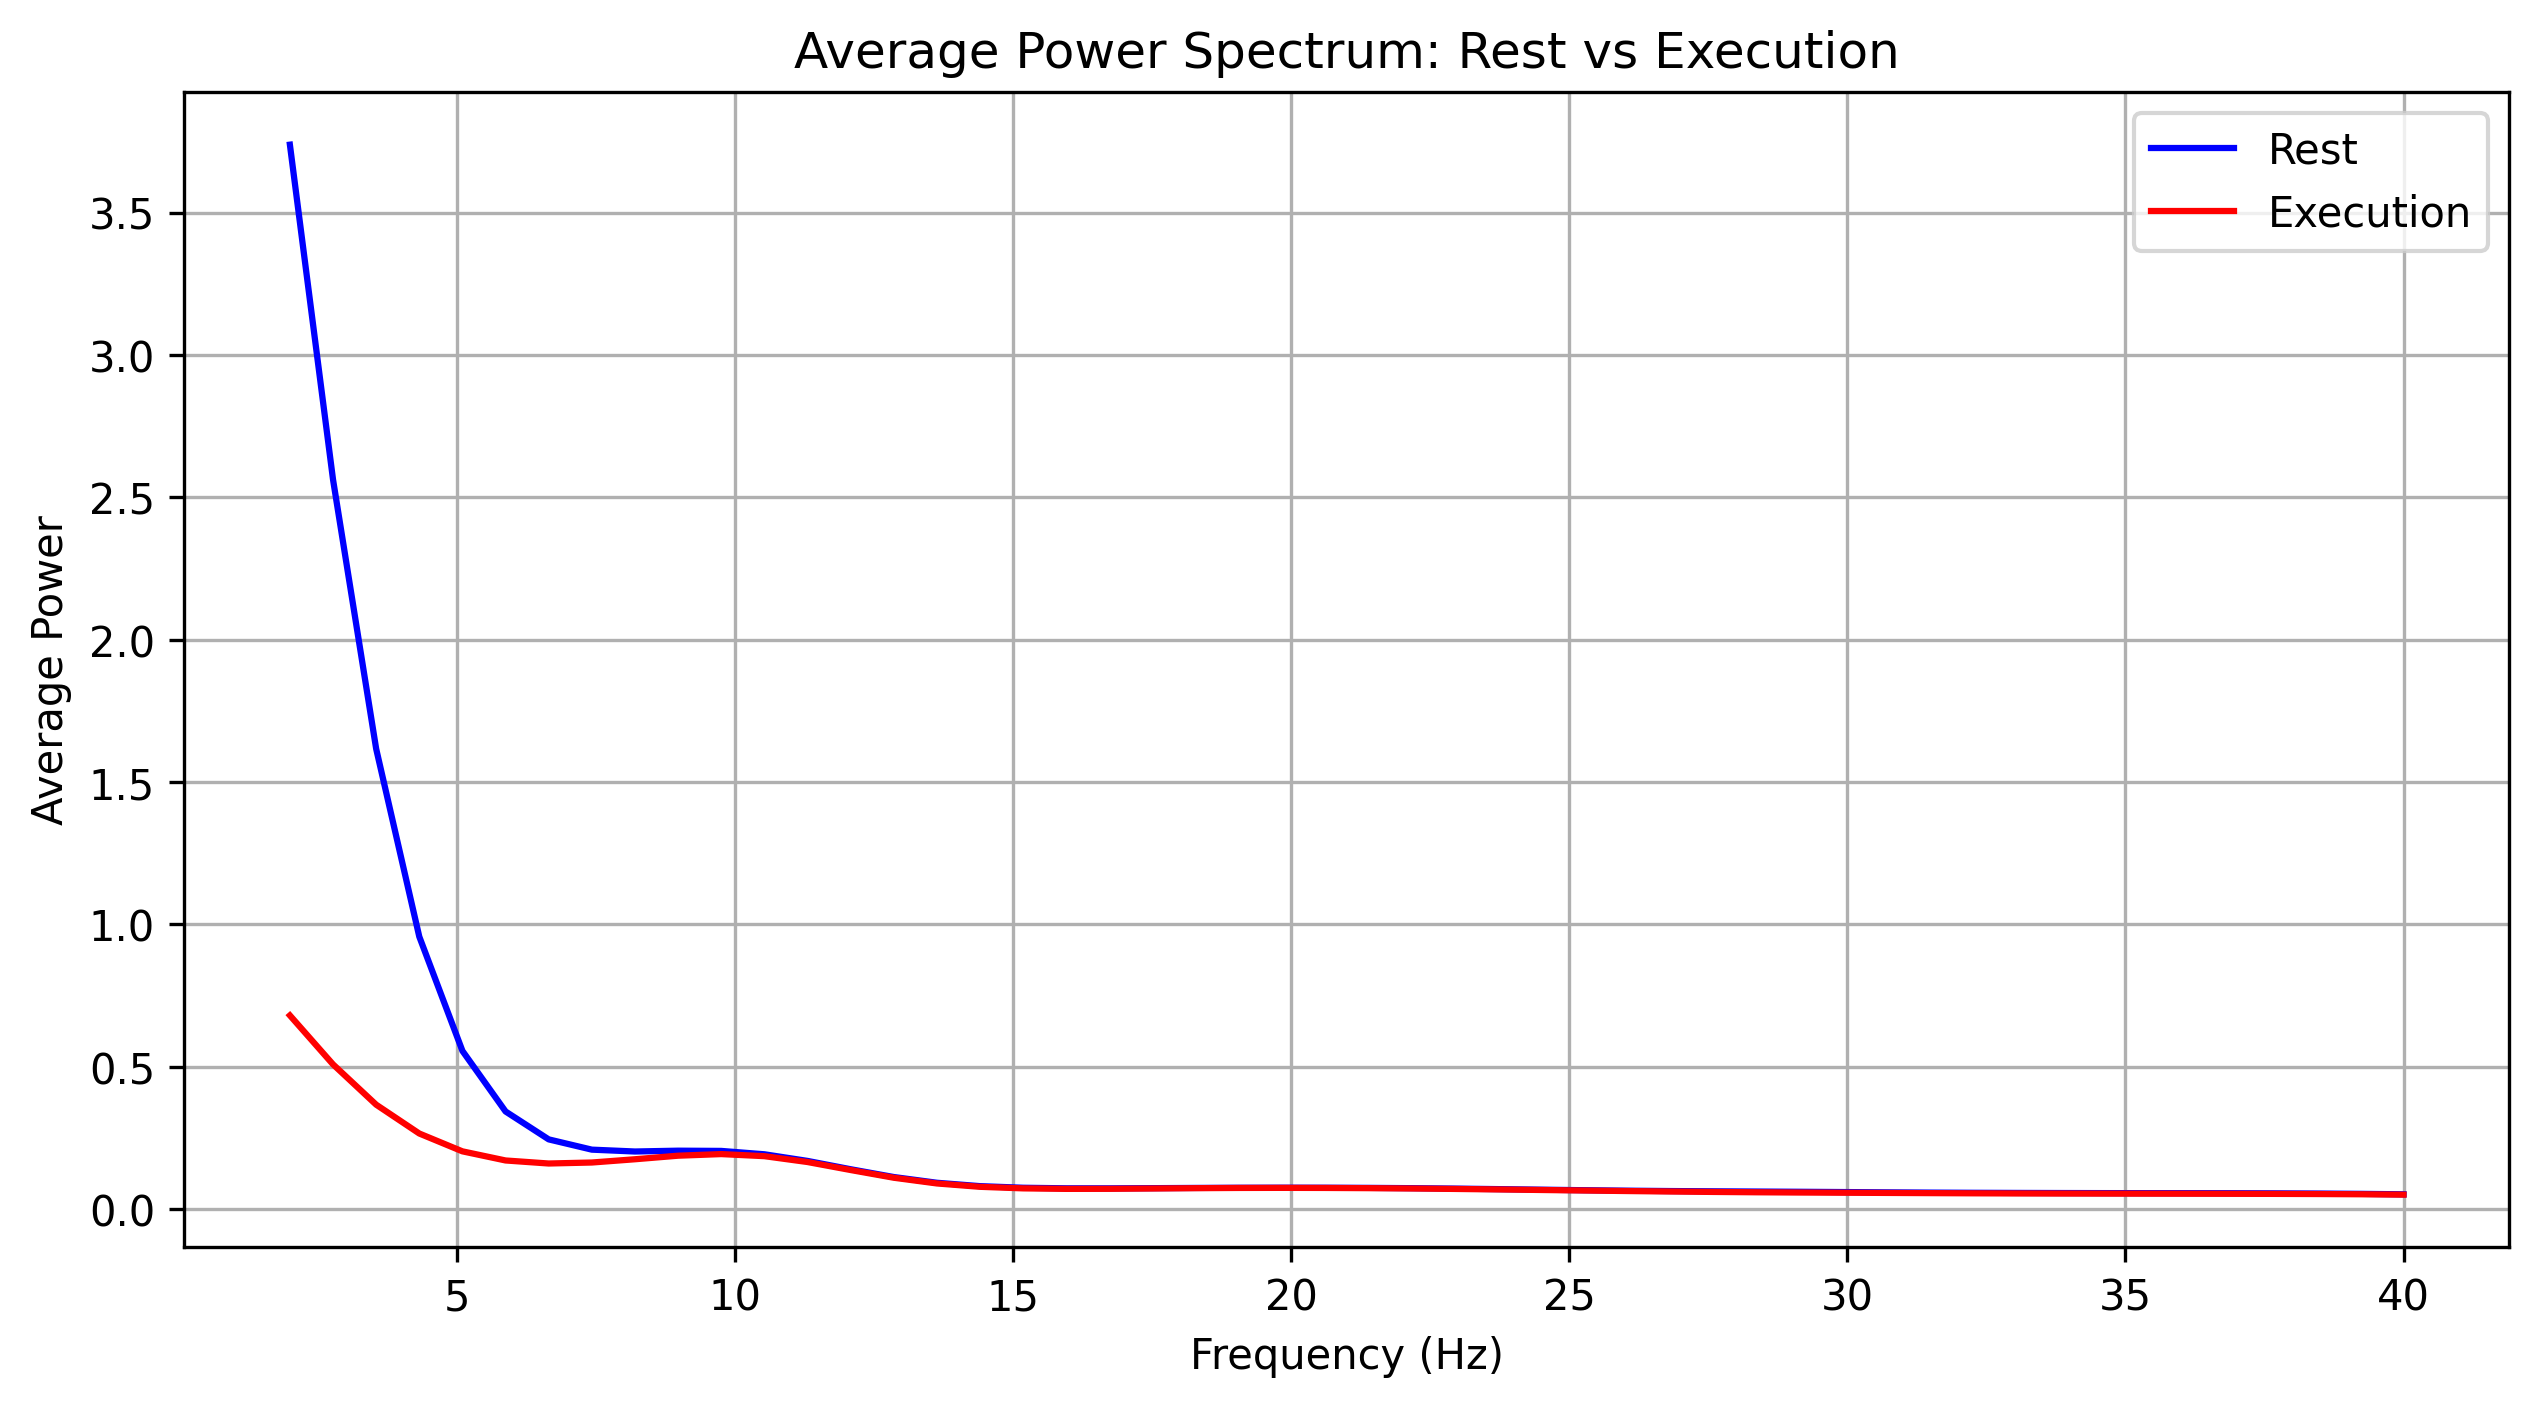 Average Power Spectrum: Rest vs Execution
Rest
Execution
3.5
3.0
2.5
2.0
1.5
1.0
0.5
0.0
Average Power
5 10 15 20 25 30 35 40
Frequency (Hz)